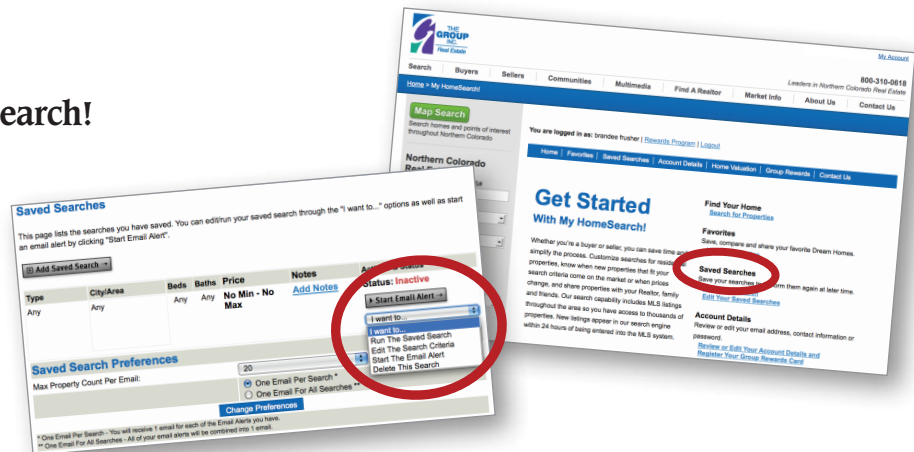 earch!
THE
GROUP
INC.
Real Estate
My Account
800-310-0618
Leaders in Northern Colorado Real Estate
Search Buyers Sellers Communities Multimedia Find A Realtor Market Info About Us Contact Us
Home > My HomeSearch!
Map Search
Search homes and points of interest
throughout Northern Colorado
Northern Colorado
You are logged in as: brandee frusher | Rewards Program | Logout
Home | Favorites | Saved Searches | Account Details | Home Valuation | Group Rewards | Contact Us
Get Started
With My HomeSearch!
Whether you're a buyer or seller, you can save time and
simplify the process. Customize searches for
properties, know when new properties that fit your
search criteria come on the market or when prices
change, and share properties with your Realtor, family
and friends. Our search capability includes MLS listings
throughout the area so you have access to thousands of
properties. New listings appear in our search engine
within 24 hours of being entered into the MLS system.
Find Your Home
Search for Properties
Favorites
Save, compare and share your favorite Dream Homes.
Saved Searches
Save your searches to perform them again at later time.
Edit Your Saved Searches
Account Details
Review or edit your email address, contact information or
password.
Review or Edit Your Account Details and
Register Your Group Rewards Card
Saved Searches
This page lists the searches you have saved. You can edit/run your saved search through the "I want to..." options as well as start
an email alert by clicking "Start Email Alert".
Add Saved Search
Type City/Area Beds Baths Price Notes Status
Any Any Any Any No Min - No Max Add Notes Status: Inactive
Start Email Alert
I want to...
I want to...
Run The Saved Search
Edit The Search Criteria
Start The Email Alert
Delete This Search
Saved Search Preferences
Max Property Count Per Email: 20
One Email Per Search *
One Email For All Searches **
Change Preferences
* One Email Per Search - You will receive 1 email for each of the Email Alerts you have.
** One Email For All Searches - All of your email alerts will be combined into 1 email.